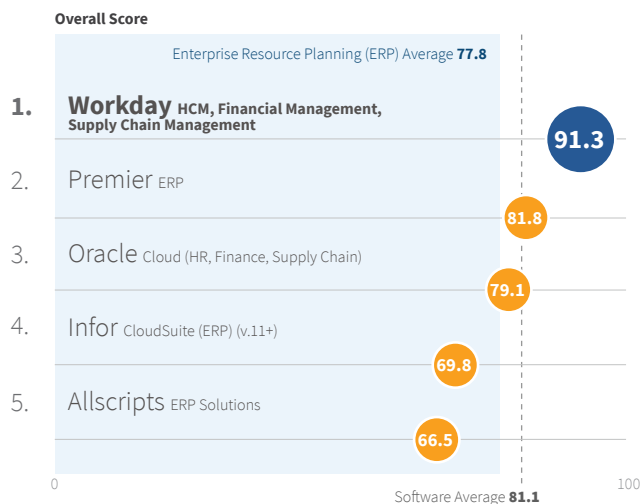 Overall Score
Enterprise Resource Planning (ERP) Average 77.8
1. Workday HCM, Financial Management,
Supply Chain Management
91.3
2. Premier ERP
81.8
3. Oracle Cloud (HR, Finance, Supply Chain)
79.1
4. Infor CloudSuite (ERP) (v.11+)
69.8
5. Allscripts ERP Solutions
66.5
0 100
Software Average 81.1